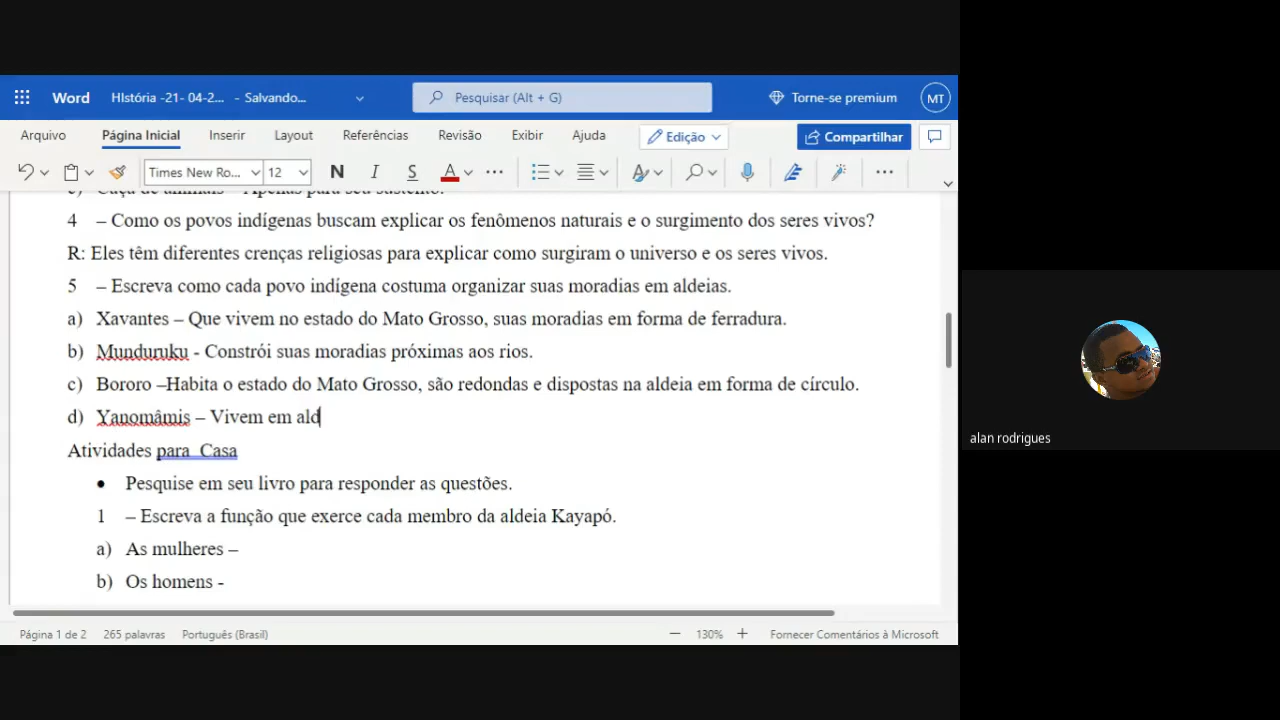 Word HIstória -21- 04-2... - Salvando... Pesquisar (Alt + G) Torne-se premium MT
Arquivo Página Inicial Inserir Layout Referências Revisão Exibir Ajuda Edição Compartilhar
Times New Ro... 12 N I S A
e) Caça de animais – Apenas para seu sustento.
4 – Como os povos indígenas buscam explicar os fenômenos naturais e o surgimento dos seres vivos?
R: Eles têm diferentes crenças religiosas para explicar como surgiram o universo e os seres vivos.
5 – Escreva como cada povo indígena costuma organizar suas moradias em aldeias.
a) Xavantes – Que vivem no estado do Mato Grosso, suas moradias em forma de ferradura.
b) Munduruku - Constrói suas moradias próximas aos rios.
c) Bororo –Habita o estado do Mato Grosso, são redondas e dispostas na aldeia em forma de círculo.
d) Yanomâmis – Vivem em ald
Atividades para Casa
• Pesquise em seu livro para responder as questões.
1 – Escreva a função que exerce cada membro da aldeia Kayapó.
a) As mulheres –
b) Os homens -
Página 1 de 2 265 palavras Português (Brasil) — 130% + Fornecer Comentários à Microsoft
alan rodrigues